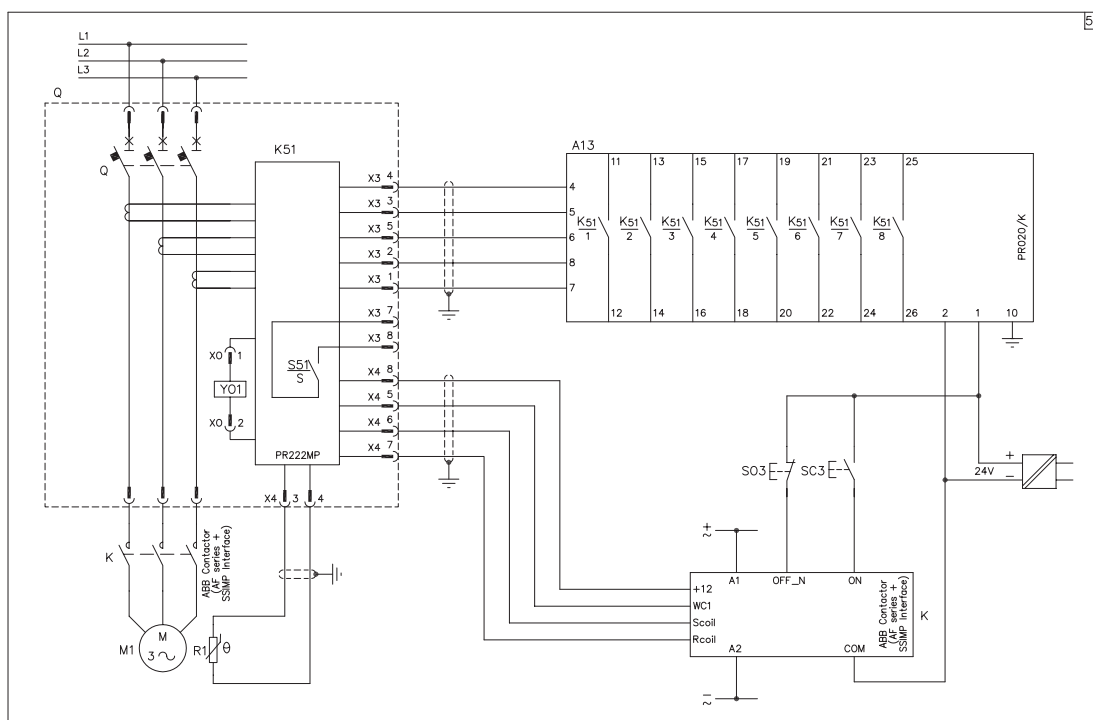 5
L1
L2
L3
Q
Q
K51
PR222MP
X3 4
X3 3
X3 5
X3 2
X3 1
X3 7
X3 8
X4 8
X4 5
X4 6
X4 7
S51
S
X0 1
Y01
X0 2
X4 3 4
A13
11 13 15 17 19 21 23 25
4
5
6
8
7
K51 K51 K51 K51 K51 K51 K51 K51
1 2 3 4 5 6 7 8
12 14 16 18 20 22 24 26 2 1 10
PR020/K
SO3 SC3
24V
+
−
K
ABB Contactor
(AF series +
SSIMP Interface)
M1
M
3 ~
R1
θ
+
~
A1 OFF_N ON
+12
WC1
Scoil
Rcoil
A2 COM
ABB Contactor
(AF series +
SSIMP Interface)
K
−
~